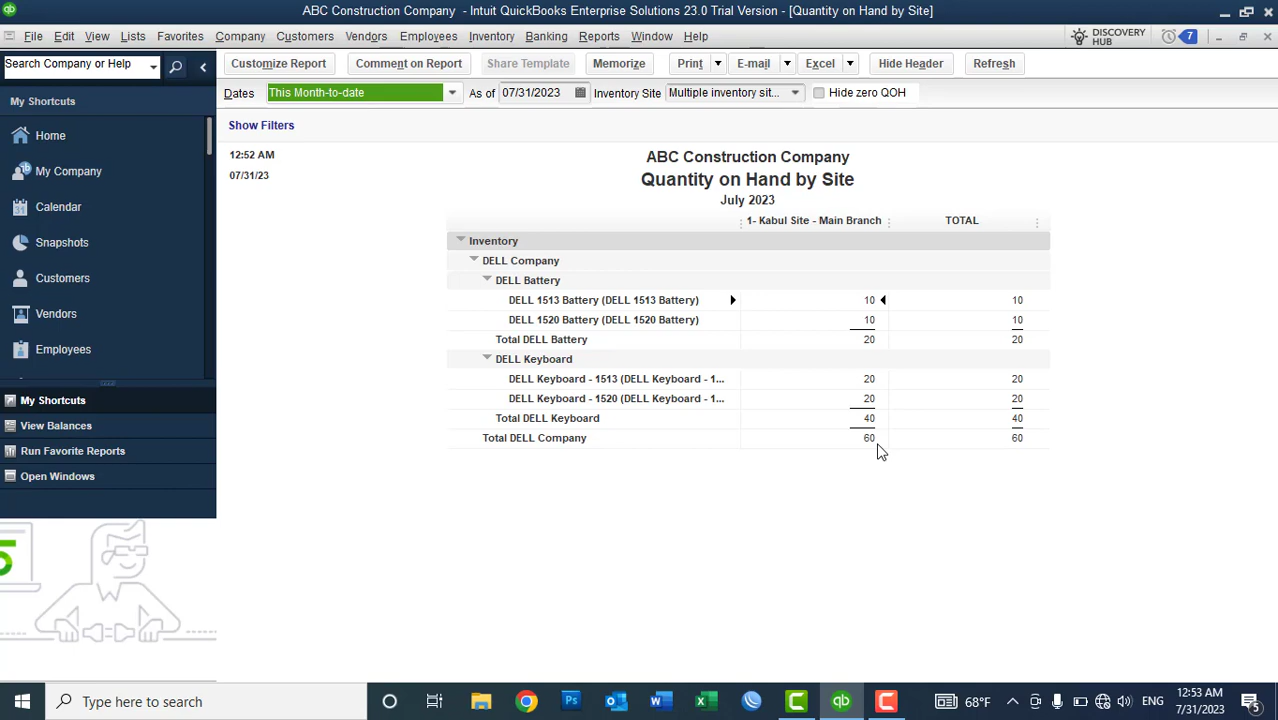 ABC Construction Company - Intuit QuickBooks Enterprise Solutions 23.0 Trial Version - [Quantity on Hand by Site]
File Edit View Lists Favorites Company Customers Vendors Employees Inventory Banking Reports Window Help
DISCOVERY HUB 7
Search Company or Help
Customize Report Comment on Report Share Template Memorize Print E-mail Excel Hide Header Refresh
Dates This Month-to-date As of 07/31/2023 Inventory Site Multiple inventory sit... Hide zero QOH
My Shortcuts
Show Filters
Home
My Company
Calendar
Snapshots
Customers
Vendors
Employees
My Shortcuts
View Balances
Run Favorite Reports
Open Windows
12:52 AM
07/31/23
ABC Construction Company
Quantity on Hand by Site
July 2023
1- Kabul Site - Main Branch TOTAL
Inventory
DELL Company
DELL Battery
DELL 1513 Battery (DELL 1513 Battery) 10 10
DELL 1520 Battery (DELL 1520 Battery) 10 10
Total DELL Battery 20 20
DELL Keyboard
DELL Keyboard - 1513 (DELL Keyboard - 1... 20 20
DELL Keyboard - 1520 (DELL Keyboard - 1... 20 20
Total DELL Keyboard 40 40
Total DELL Company 60 60
Type here to search
68°F ENG 12:53 AM
7/31/2023 5